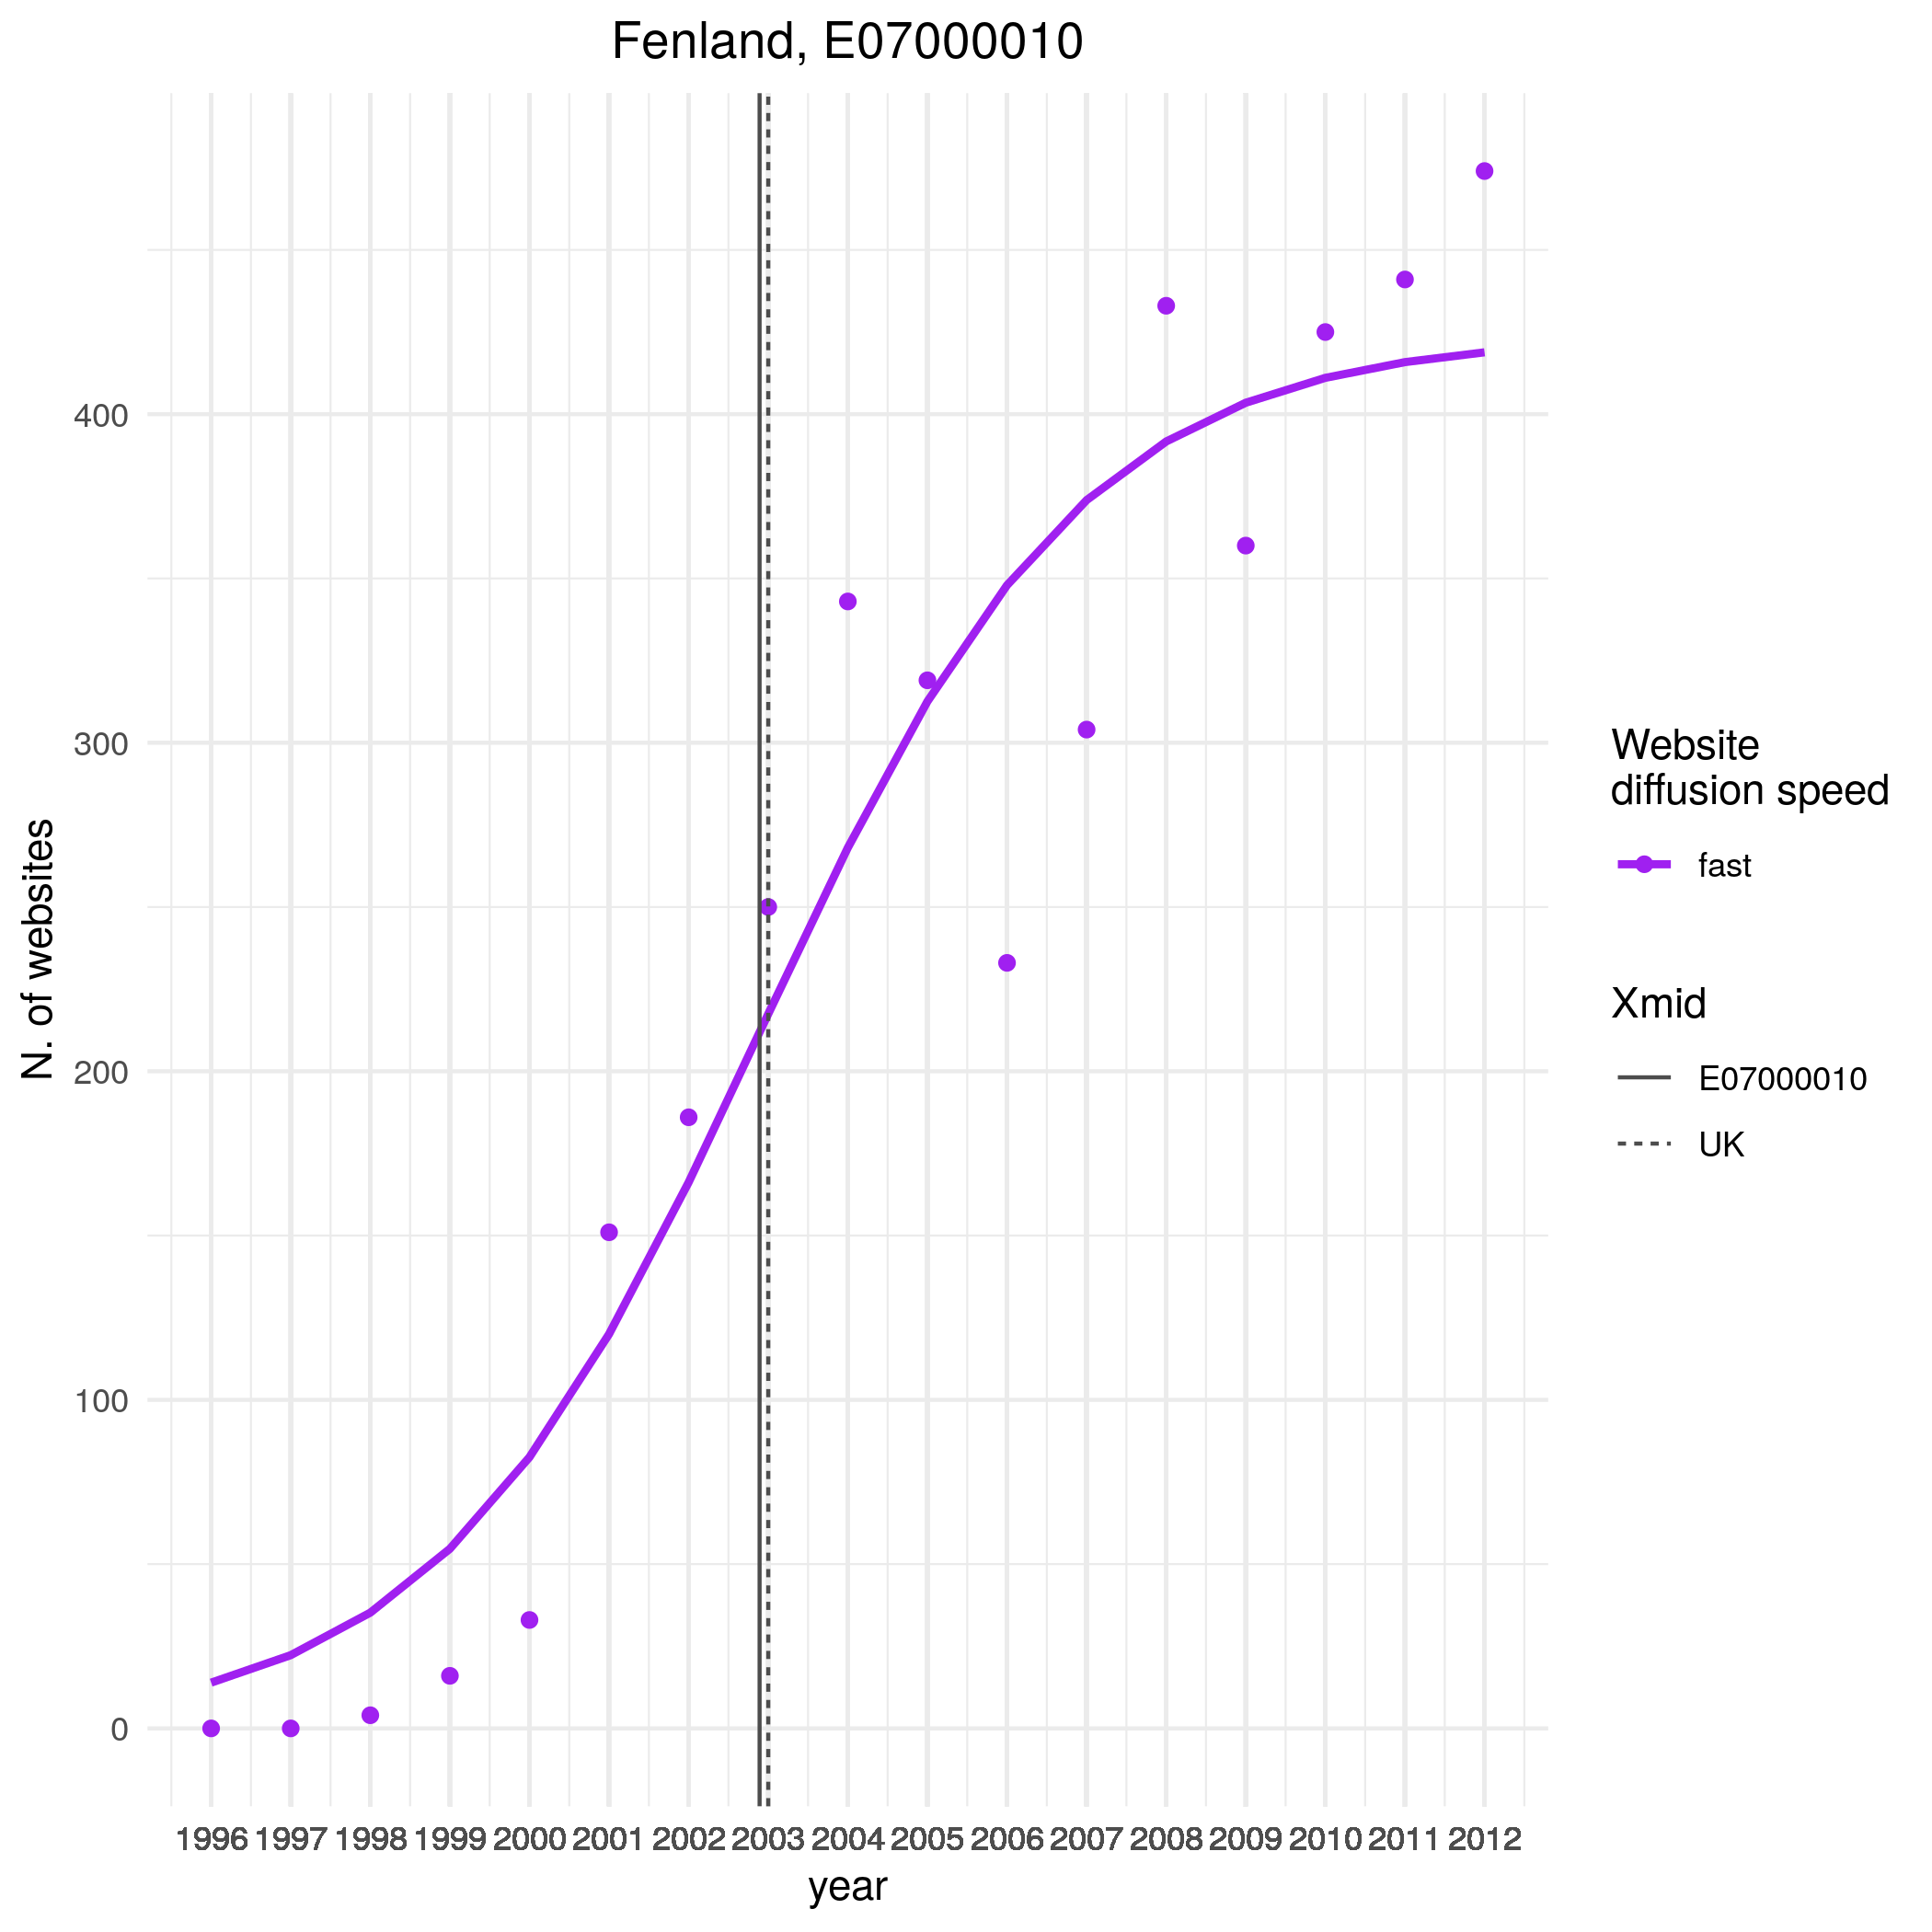 Fenland, E07000010
N. of websites
400
300
200
100
0
1996 1997 1998 1999 2000 2001 2002 2003 2004 2005 2006 2007 2008 2009 2010 2011 2012
year
Website
diffusion speed
fast
Xmid
E07000010
UK